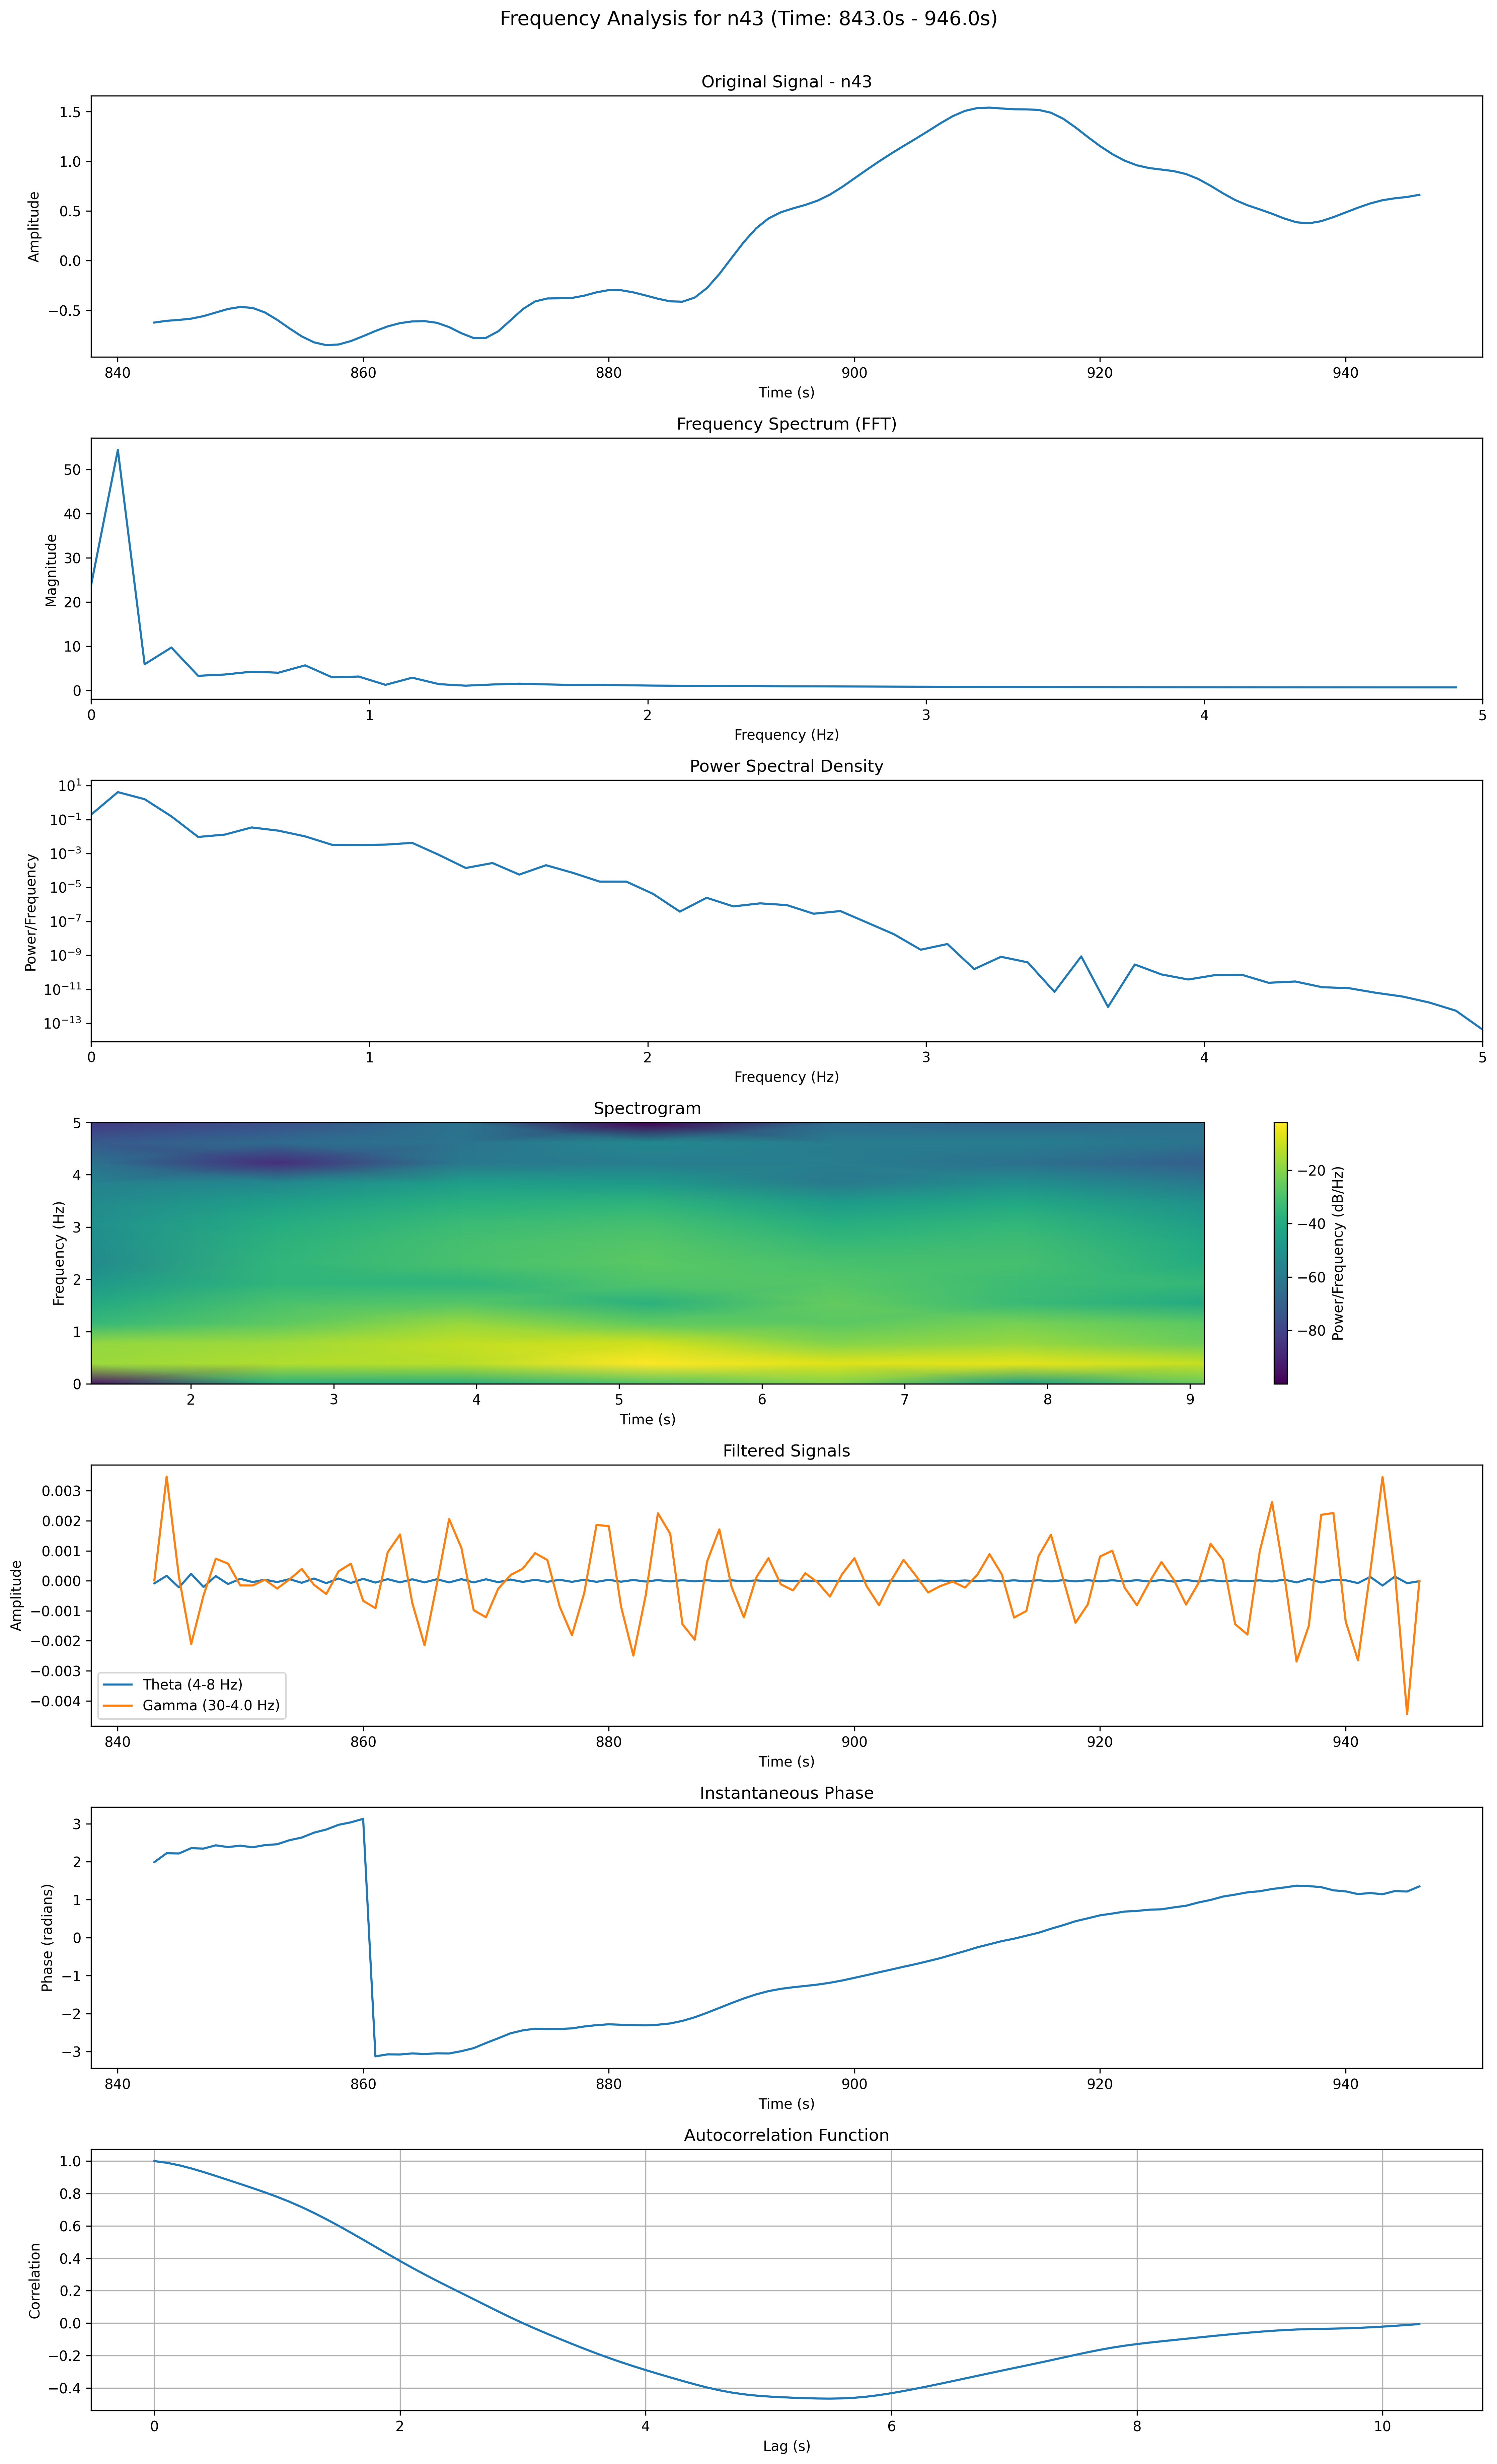 Frequency Analysis for n43 (Time: 843.0s - 946.0s)
Original Signal - n43
1.5
1.0
0.5
0.0
−0.5
Amplitude
840 860 880 900 920 940
Time (s)
Frequency Spectrum (FFT)
50
40
30
20
10
0
Magnitude
0 1 2 3 4 5
Frequency (Hz)
Power Spectral Density
10¹
10⁻¹
10⁻³
10⁻⁵
10⁻⁷
10⁻⁹
10⁻¹¹
10⁻¹³
Power/Frequency
0 1 2 3 4 5
Frequency (Hz)
Spectrogram
5
4
3
2
1
0
Frequency (Hz)
2 3 4 5 6 7 8 9
Time (s)
−20
−40
−60
−80
Power/Frequency (dB/Hz)
Filtered Signals
0.003
0.002
0.001
0.000
−0.001
−0.002
−0.003
−0.004
Amplitude
Theta (4-8 Hz)
Gamma (30-4.0 Hz)
840 860 880 900 920 940
Time (s)
Instantaneous Phase
3
2
1
0
−1
−2
−3
Phase (radians)
840 860 880 900 920 940
Time (s)
Autocorrelation Function
1.0
0.8
0.6
0.4
0.2
0.0
−0.2
−0.4
Correlation
0 2 4 6 8 10
Lag (s)